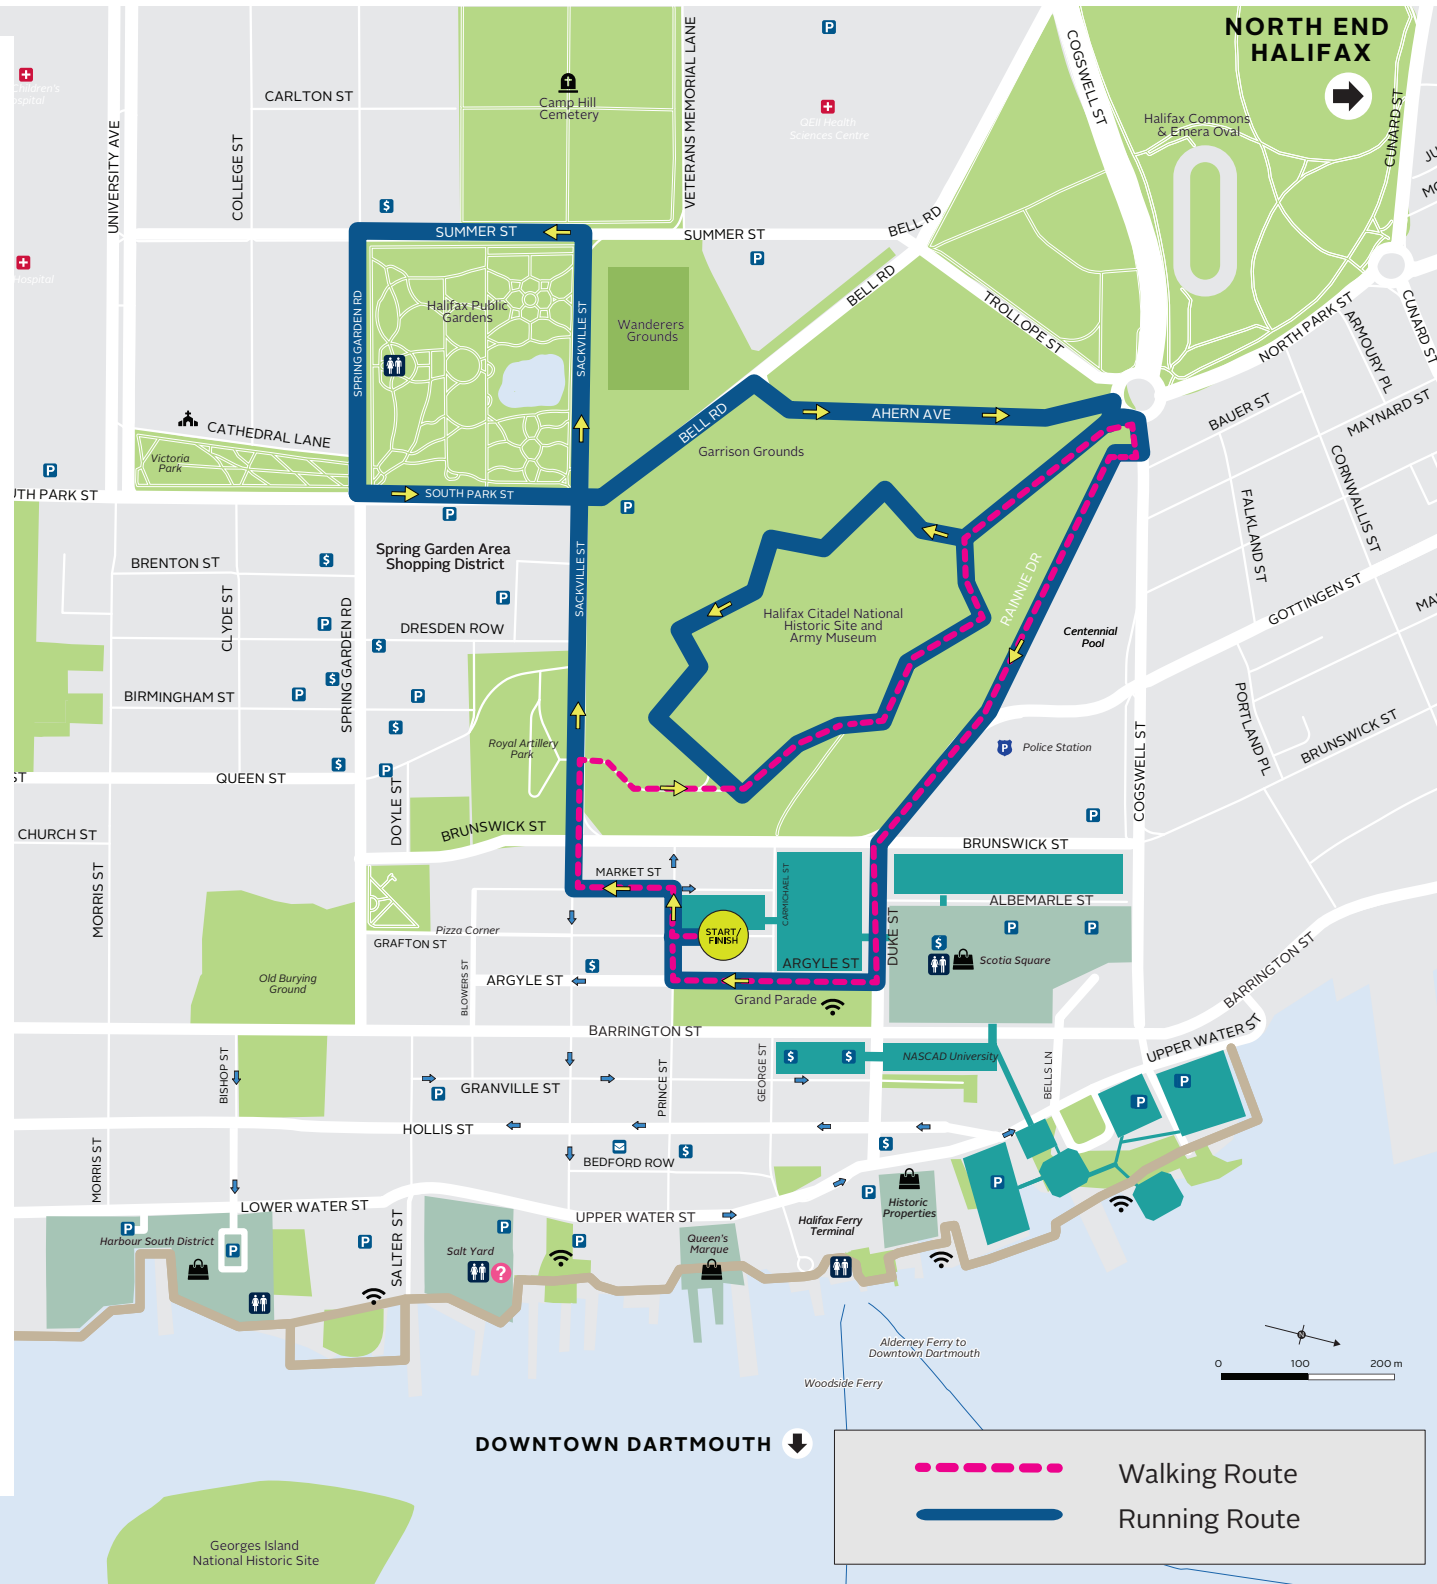 NORTH END
HALIFAX
CARLTON ST
Camp Hill
Cemetery
VETERANS MEMORIAL LANE
QEII Health
Sciences Centre
COGSWELL ST
Halifax Commons
& Emera Oval
CUNARD ST
Children's
UNIVERSITY AVE
COLLEGE ST
SUMMER ST
SUMMER ST
BELL RD
BELL RD
TROLLOPE ST
NORTH PARK ST
CUNARD ST
ARMOURY PL
SPRING GARDEN RD
Halifax Public
Gardens
SACKVILLE ST
Wanderers
Grounds
CATHEDRAL LANE
Victoria
Park
BELL RD
AHERN AVE
Garrison Grounds
BAUER ST
MAYNARD ST
CORNWALLIS ST
FALKLAND ST
GOTTINGEN ST
SOUTH PARK ST
Spring Garden Area
Shopping District
BRENTON ST
CLYDE ST
SPRING GARDEN RD
DRESDEN ROW
BIRMINGHAM ST
SACKVILLE ST
Halifax Citadel National
Historic Site and
Army Museum
RAINNIE DR
Centennial
Pool
PORTLAND PL
BRUNSWICK ST
Royal Artillery
Park
Police Station
COGSWELL ST
QUEEN ST
DOYLE ST
CHURCH ST
BRUNSWICK ST
BRUNSWICK ST
MORRIS ST
MARKET ST
CARMICHAEL ST
ALBEMARLE ST
START/
FINISH
Pizza Corner
GRAFTON ST
DUKE ST
Scotia Square
BLOWERS ST
ARGYLE ST
ARGYLE ST
Grand Parade
Old Burying
Ground
BARRINGTON ST
BARRINGTON ST
UPPER WATER ST
BISHOP ST
GRANVILLE ST
PRINCE ST
GEORGE ST
NASCAD University
BELLS LN
HOLLIS ST
BEDFORD ROW
MORRIS ST
LOWER WATER ST
UPPER WATER ST
Historic
Properties
Halifax Ferry
Terminal
Harbour South District
SALTER ST
Salt Yard
Queen's
Marque
Alderney Ferry to
Downtown Dartmouth
Woodside Ferry
N
0 100 200 m
DOWNTOWN DARTMOUTH
Walking Route
Running Route
Georges Island
National Historic Site